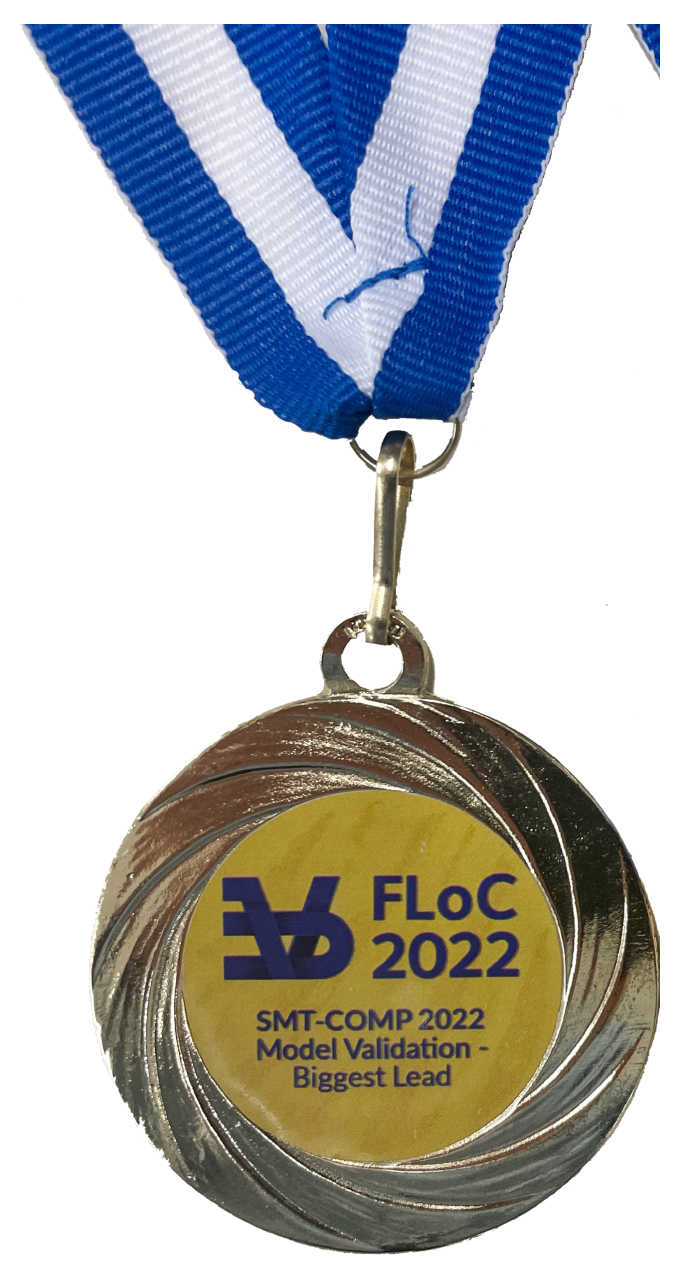 FLoC
2022
SMT-COMP 2022
Model Validation -
Biggest Lead